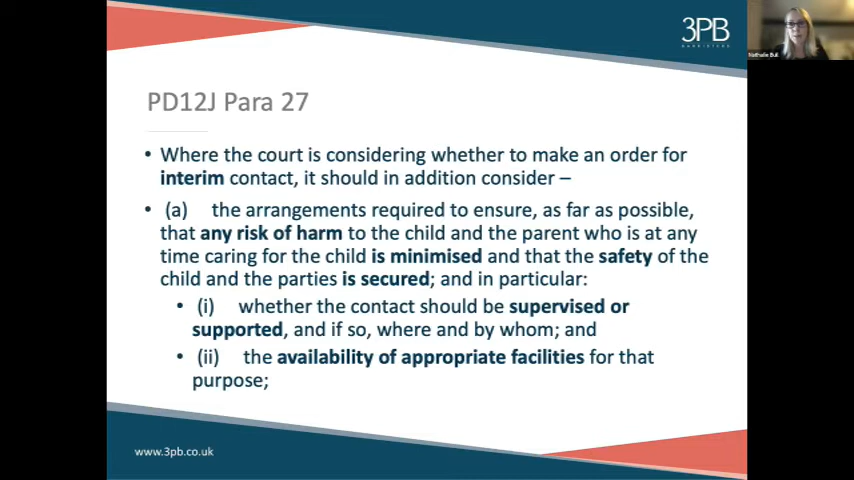 3PB
BARRISTERS
PD12J Para 27
• Where the court is considering whether to make an order for
interim contact, it should in addition consider –
• (a) the arrangements required to ensure, as far as possible,
that any risk of harm to the child and the parent who is at any
time caring for the child is minimised and that the safety of the
child and the parties is secured; and in particular:
• (i) whether the contact should be supervised or
supported, and if so, where and by whom; and
• (ii) the availability of appropriate facilities for that
purpose;
www.3pb.co.uk